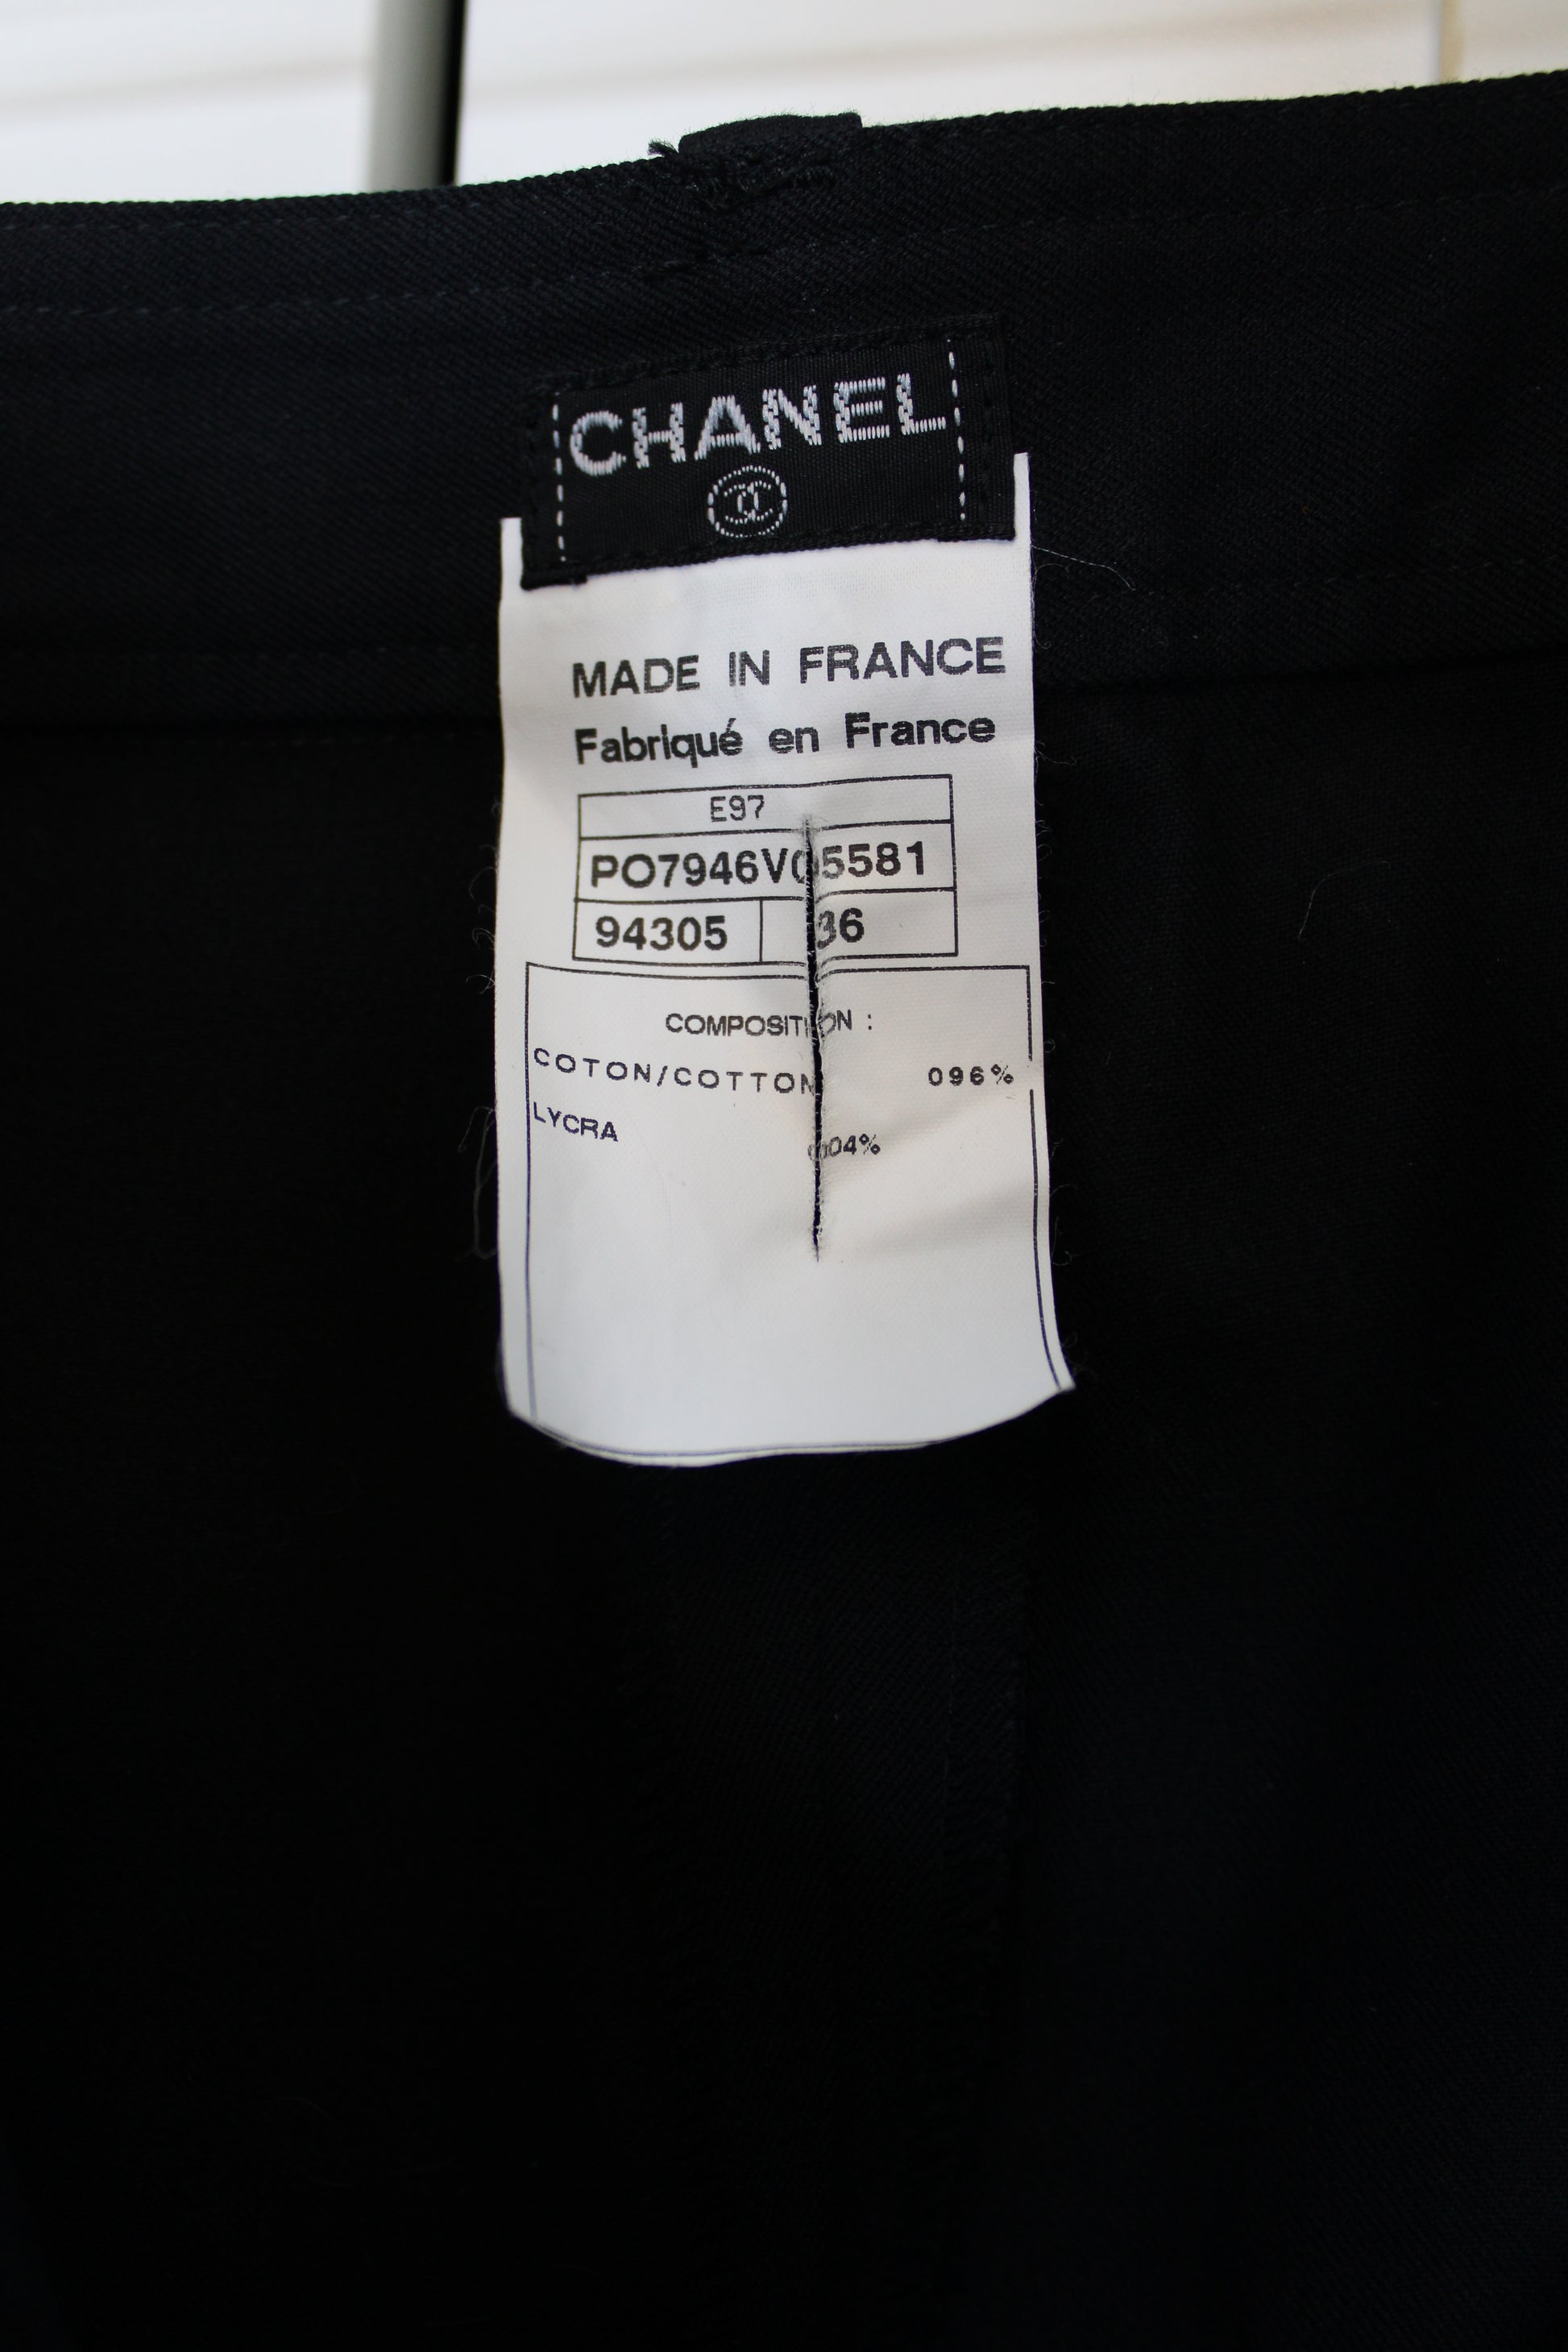 CHANEL
MADE IN FRANCE
Fabriqué en France
E97
PO7946V05581
94305 36
COMPOSITION :
COTON/COTTON 096%
LYCRA 004%